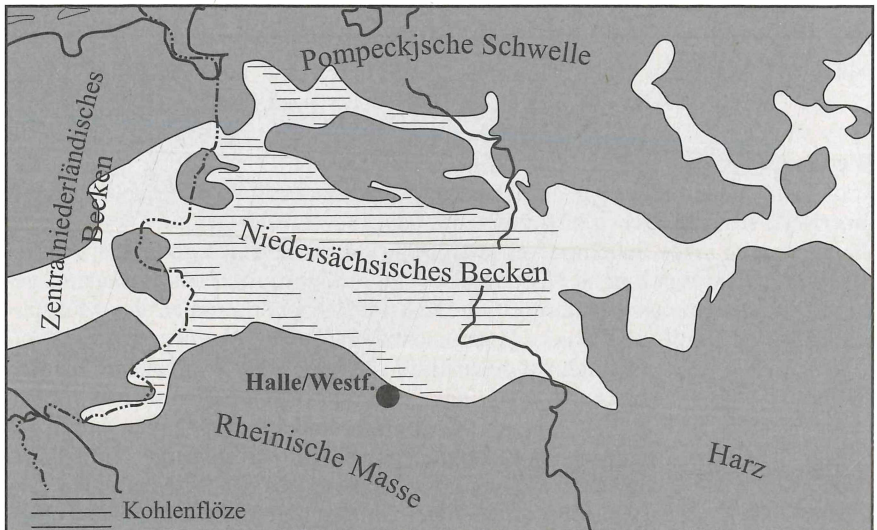 Pompeckjsche Schwelle
Zentralniederländisches
Becken
Niedersächsisches Becken
Halle/Westf.
Rheinische Masse
Harz
Kohlenflöze